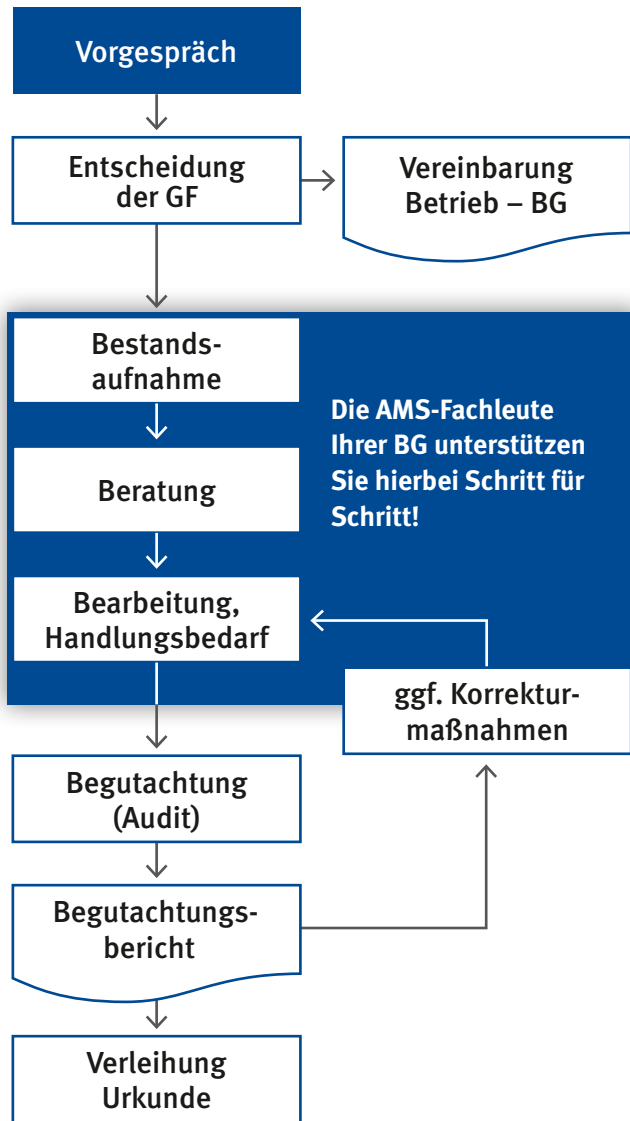 Vorgespräch
Entscheidung
der GF
Vereinbarung
Betrieb – BG
Bestands-
aufnahme
Beratung
Bearbeitung,
Handlungsbedarf
Die AMS-Fachleute
Ihrer BG unterstützen
Sie hierbei Schritt für
Schritt!
ggf. Korrektur-
maßnahmen
Begutachtung
(Audit)
Begutachtungs-
bericht
Verleihung
Urkunde